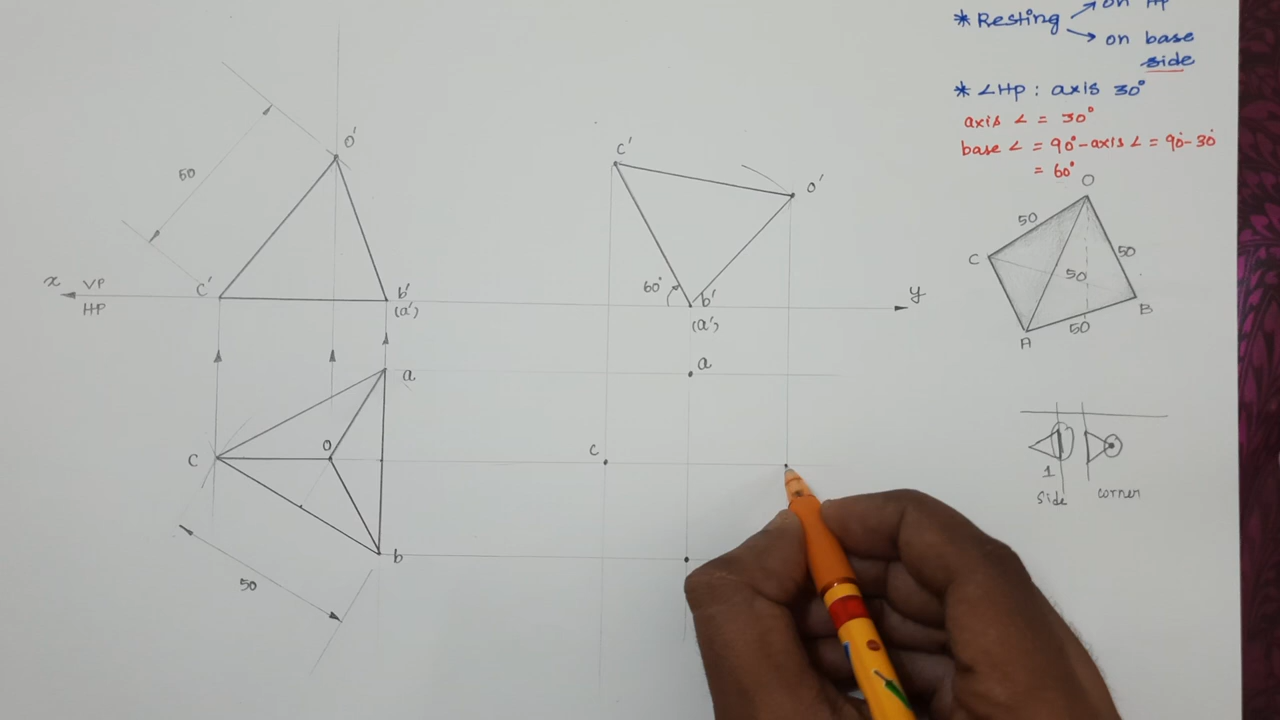 * Resting
on HP
on base
side
* ∠HP : axis 30°
axis ∠ = 30°
base ∠ = 90° - axis ∠ = 90° - 30°
= 60°
O
50
C
50
50
50
B
A
o'
50
x
VP
HP
c'
b'
(a')
c'
o'
60°
b'
(a')
y
a
a
c
o
c
b
50
1
side
corner